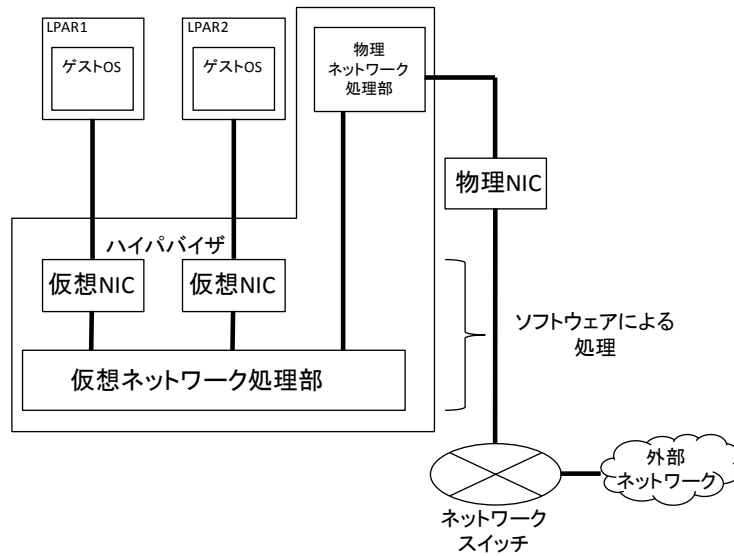 LPAR1
ゲストOS
LPAR2
ゲストOS
物理
ネットワーク
処理部
物理NIC
ハイパバイザ
仮想NIC
仮想NIC
仮想ネットワーク処理部
ソフトウェアによる
処理
外部
ネットワーク
ネットワーク
スイッチ